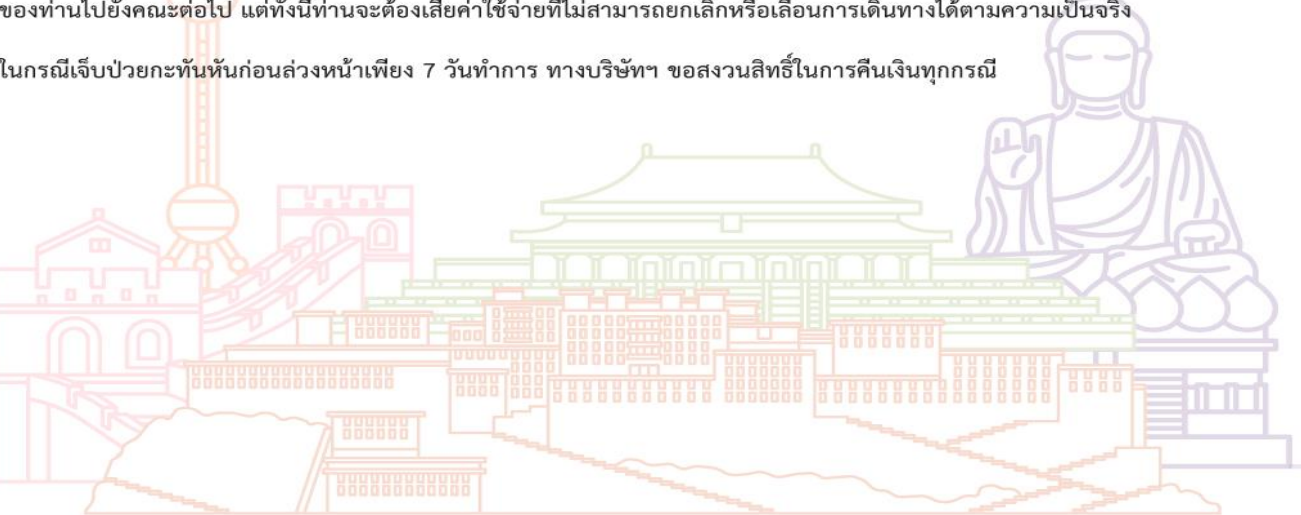 ของท่านไปยังคณะต่อไป แต่ทั้งนี้ท่านจะต้องเสียค่าใช้จ่ายที่ไม่สามารถยกเลิกหรือเลื่อนการเดินทางได้ตามความเป็นจริง
ในกรณีเจ็บป่วยกะทันหันก่อนล่วงหน้าเพียง 7 วันทำการ ทางบริษัทฯ ขอสงวนสิทธิ์ในการคืนเงินทุกกรณี